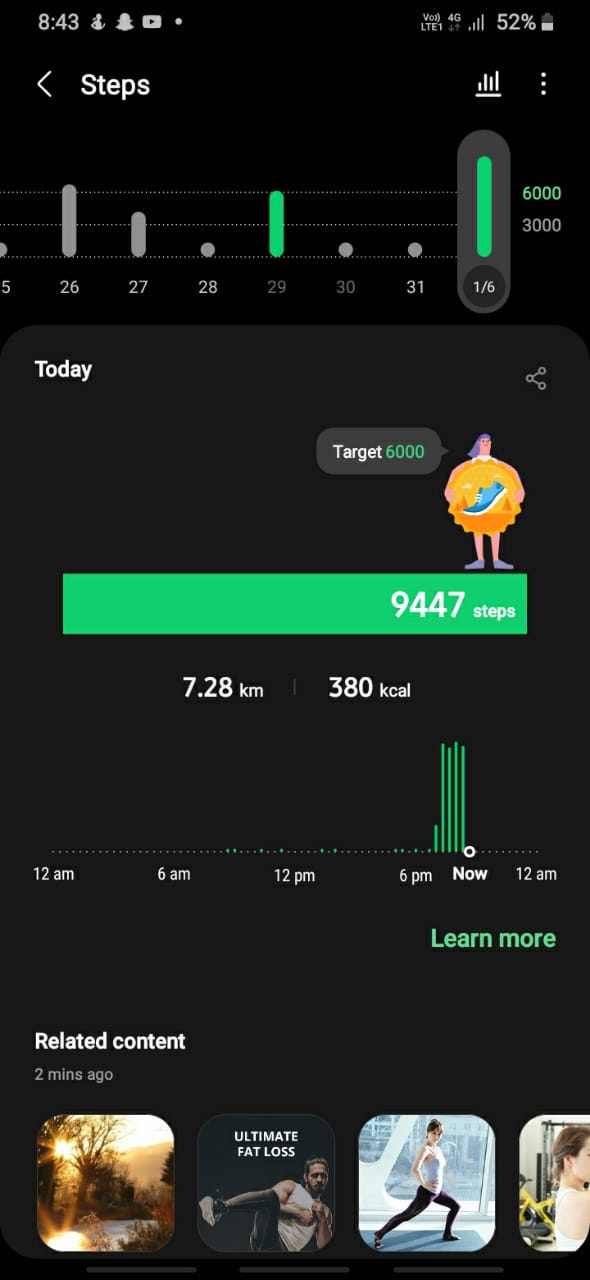 8:43 Vo) LTE1 4G 52%
Steps
6000
3000
5 26 27 28 29 30 31 1/6
Today
Target 6000
9447 steps
7.28 km 380 kcal
12 am 6 am 12 pm 6 pm Now 12 am
Learn more
Related content
2 mins ago
ULTIMATE
FAT LOSS